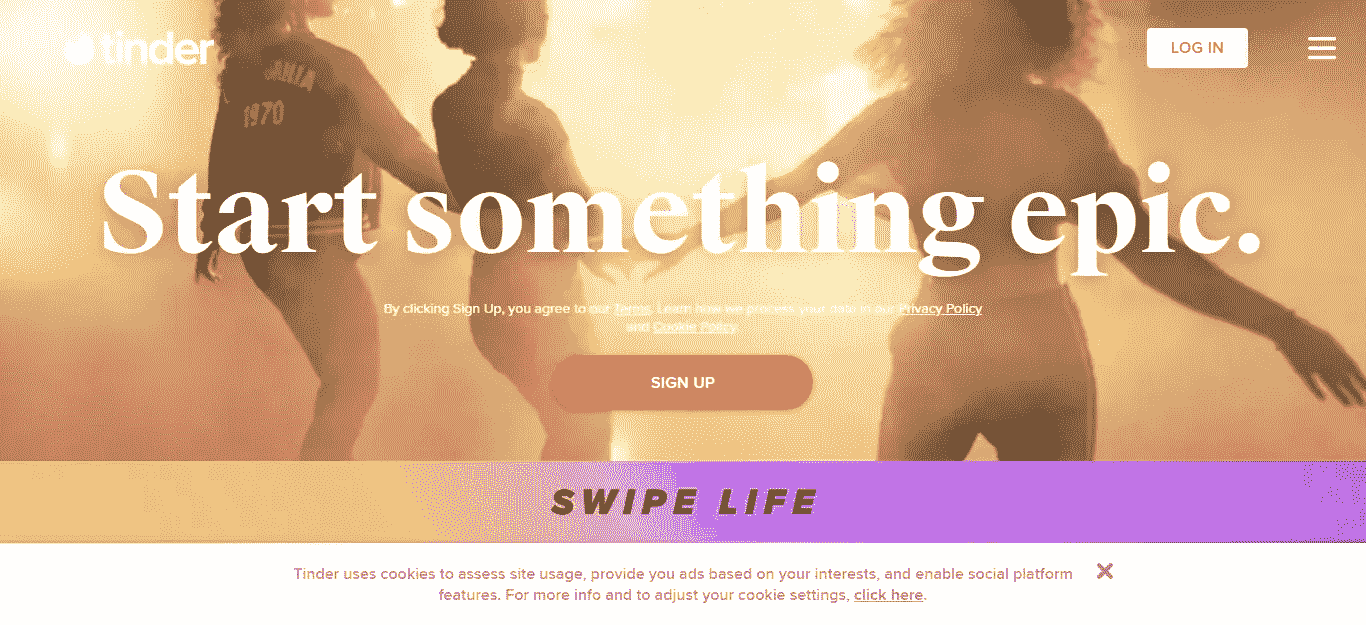 tinder
LOG IN
ANIA
1970
Start something epic.
By clicking Sign Up, you agree to our Terms. Learn how we process your data in our Privacy Policy
and Cookie Policy.
SIGN UP
SWIPE LIFE
Tinder uses cookies to assess site usage, provide you ads based on your interests, and enable social platform
features. For more info and to adjust your cookie settings, click here.